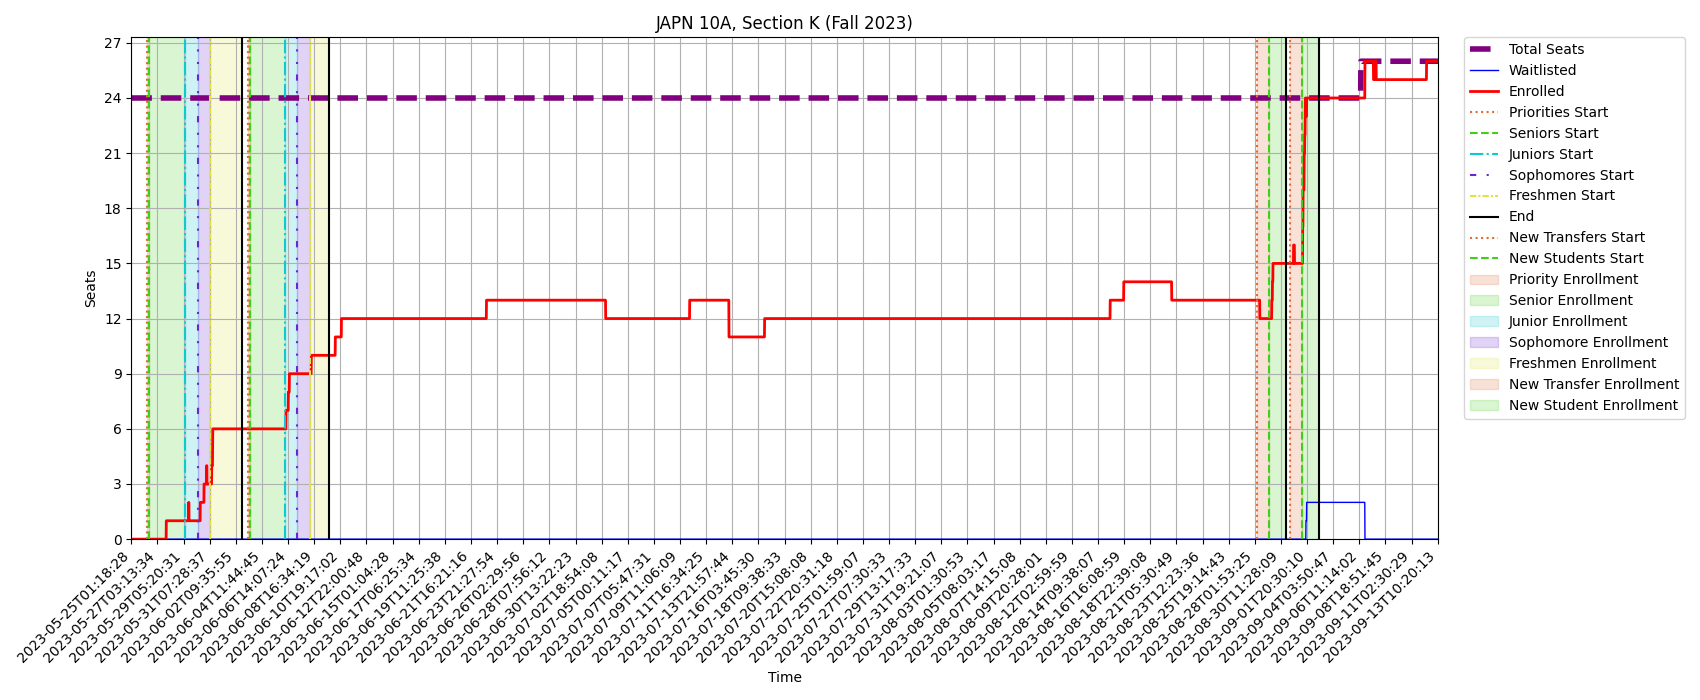 JAPN 10A, Section K (Fall 2023)
Seats
27
24
21
18
15
12
9
6
3
0
2023-05-25T01:18:28
2023-05-27T03:13:34
2023-05-29T05:20:31
2023-05-31T07:28:37
2023-06-02T09:35:55
2023-06-04T11:44:45
2023-06-06T14:07:24
2023-06-08T16:34:19
2023-06-10T19:17:02
2023-06-12T22:00:48
2023-06-15T01:04:28
2023-06-17T06:25:34
2023-06-19T11:25:38
2023-06-21T16:21:16
2023-06-23T21:27:54
2023-06-26T02:29:56
2023-06-28T07:56:12
2023-06-30T13:22:23
2023-07-02T18:54:08
2023-07-05T00:11:17
2023-07-07T05:47:31
2023-07-09T11:06:09
2023-07-11T16:34:25
2023-07-13T21:57:44
2023-07-16T03:45:30
2023-07-18T09:38:33
2023-07-20T15:08:08
2023-07-22T20:31:18
2023-07-25T01:59:07
2023-07-27T07:30:33
2023-07-29T13:17:33
2023-07-31T19:21:07
2023-08-03T01:30:53
2023-08-05T08:03:17
2023-08-07T14:15:08
2023-08-09T20:28:01
2023-08-12T02:59:59
2023-08-14T09:38:07
2023-08-16T16:08:59
2023-08-18T22:39:08
2023-08-21T05:30:49
2023-08-23T12:23:36
2023-08-25T19:14:43
2023-08-28T01:53:25
2023-08-30T11:28:09
2023-09-01T20:30:10
2023-09-04T03:50:47
2023-09-06T11:14:02
2023-09-08T18:51:45
2023-09-11T02:30:29
2023-09-13T10:20:13
Time
Total Seats
Waitlisted
Enrolled
Priorities Start
Seniors Start
Juniors Start
Sophomores Start
Freshmen Start
End
New Transfers Start
New Students Start
Priority Enrollment
Senior Enrollment
Junior Enrollment
Sophomore Enrollment
Freshmen Enrollment
New Transfer Enrollment
New Student Enrollment